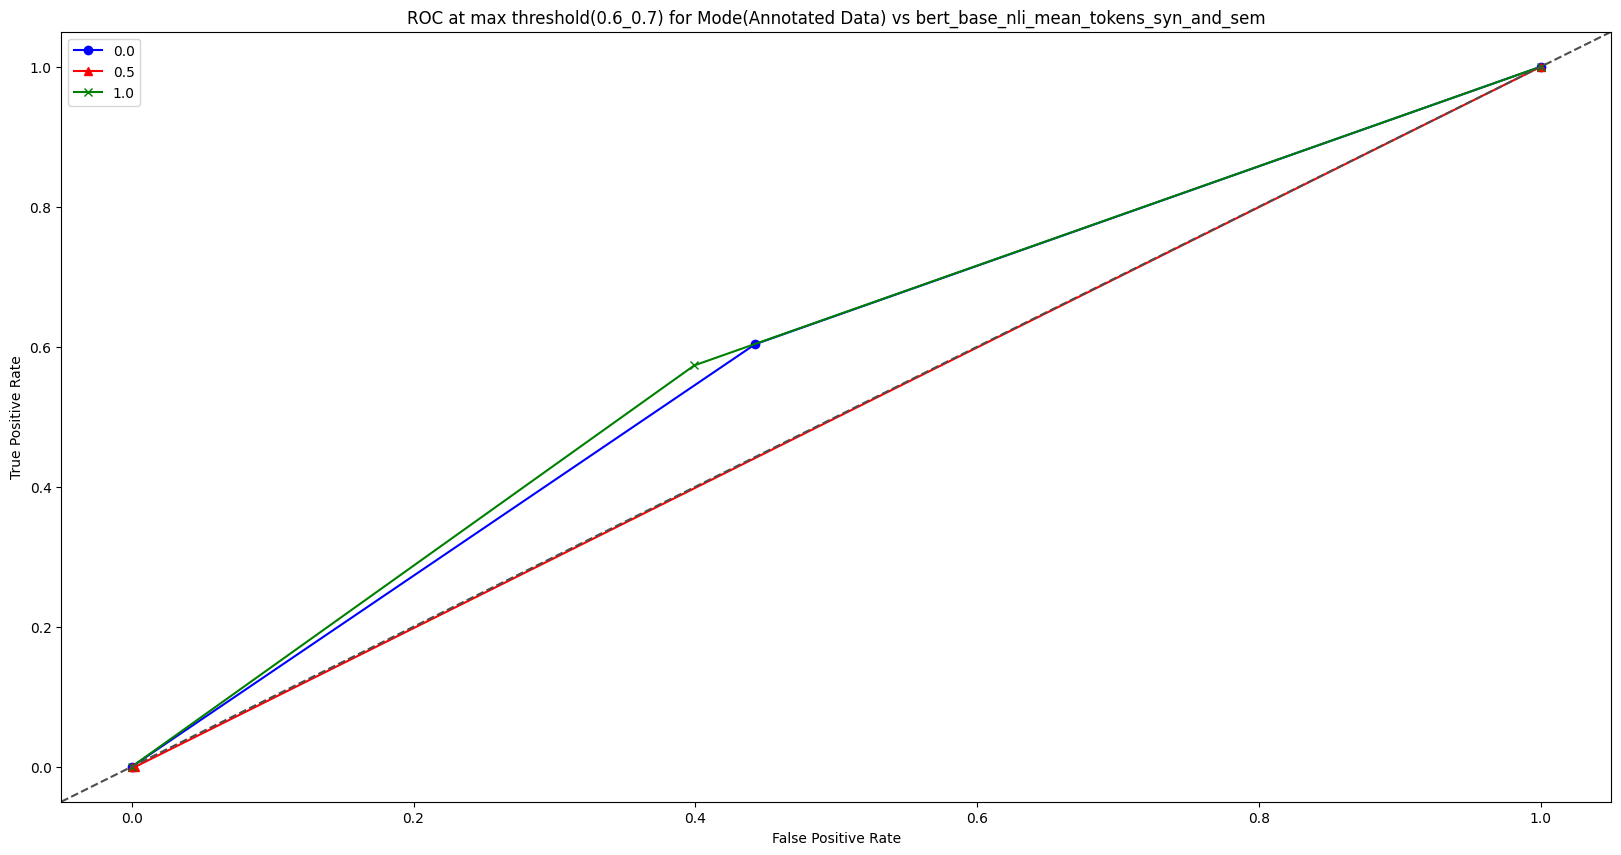 ROC at max threshold(0.6_0.7) for Mode(Annotated Data) vs bert_base_nli_mean_tokens_syn_and_sem
0.0
0.5
1.0
1.0
0.8
0.6
0.4
0.2
0.0
True Positive Rate
0.0 0.2 0.4 0.6 0.8 1.0
False Positive Rate